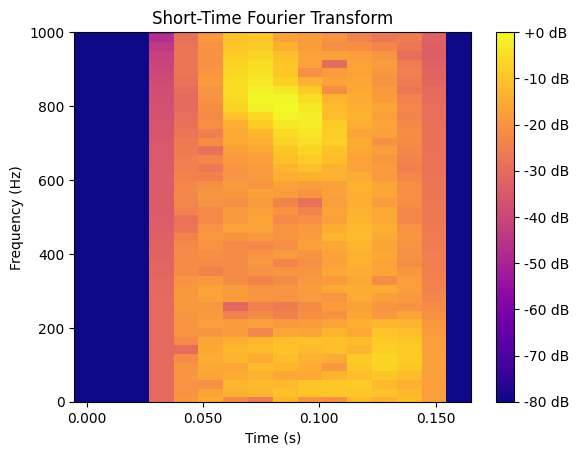 Short-Time Fourier Transform
Frequency (Hz)
1000
800
600
400
200
0
0.000
0.050
0.100
0.150
Time (s)
+0 dB
-10 dB
-20 dB
-30 dB
-40 dB
-50 dB
-60 dB
-70 dB
-80 dB